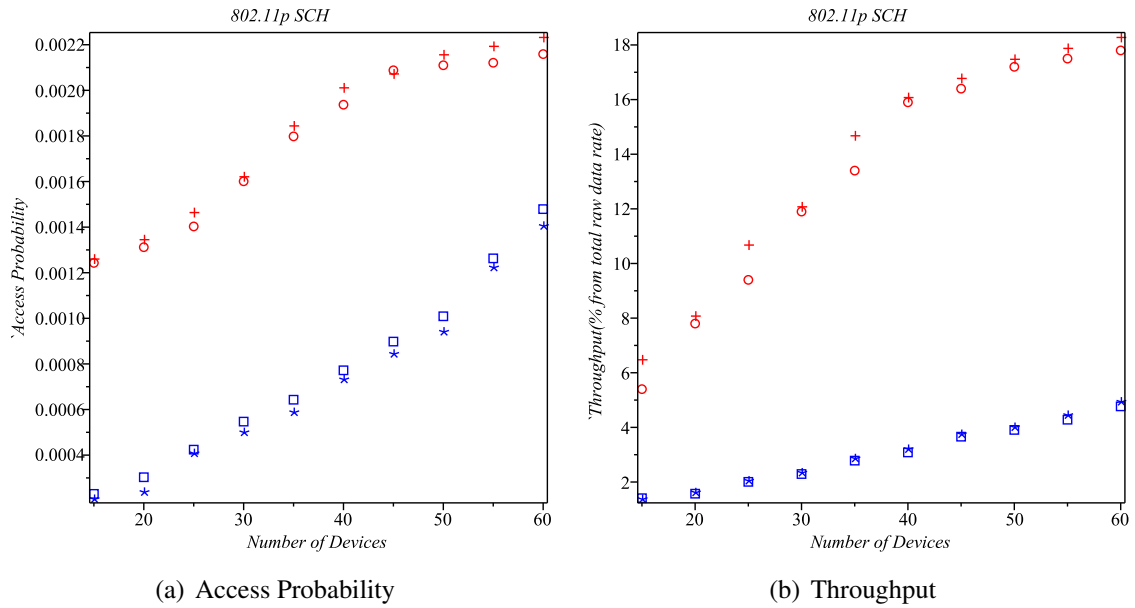 802.11p SCH
0.0022
0.0020
0.0018
0.0016
0.0014
0.0012
0.0010
0.0008
0.0006
0.0004
`Access Probability
20 30 40 50 60
Number of Devices
(a) Access Probability
802.11p SCH
18
16
14
12
10
8
6
4
2
`Throughput(% from total raw data rate)
20 30 40 50 60
Number of Devices
(b) Throughput